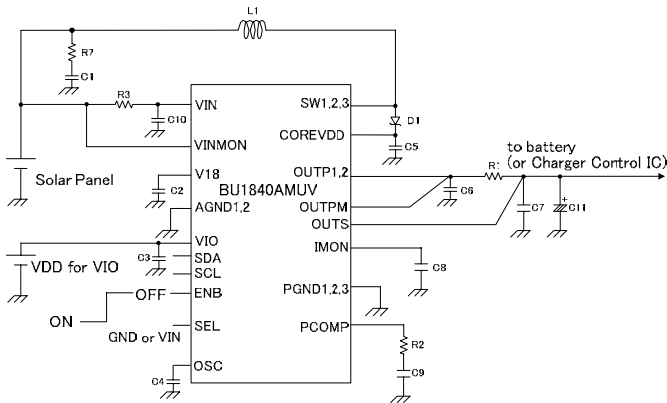 L1
R7
C1
R3
C10
VIN
VINMON
SW1,2,3
D1
COREVDD
C5
to battery
(or Charger Control IC)
Solar Panel
V18
C2
BU1840AMUV
OUTP1,2
R1
C6
AGND1,2
OUTPM
C7
C11
+
OUTS
VIO
VDD for VIO
C3
SDA
SCL
IMON
C8
OFF
ENB
PGND1,2,3
ON
SEL
GND or VIN
PCOMP
R2
OSC
C4
C9